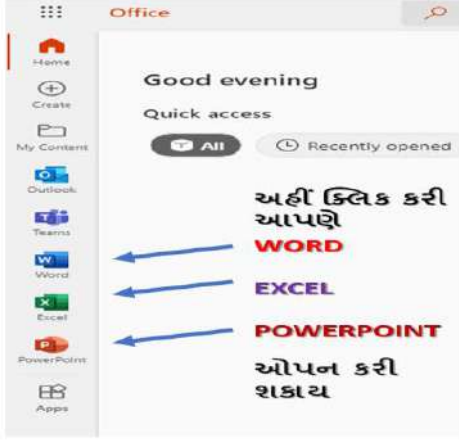 Office
Home
Create
My Content
Outlook
Teams
Word
Excel
PowerPoint
Apps
Good evening
Quick access
All
Recently opened
અહીં ક્લિક કરી
આપણે
WORD
EXCEL
POWERPOINT
ઓપન કરી
શકાય